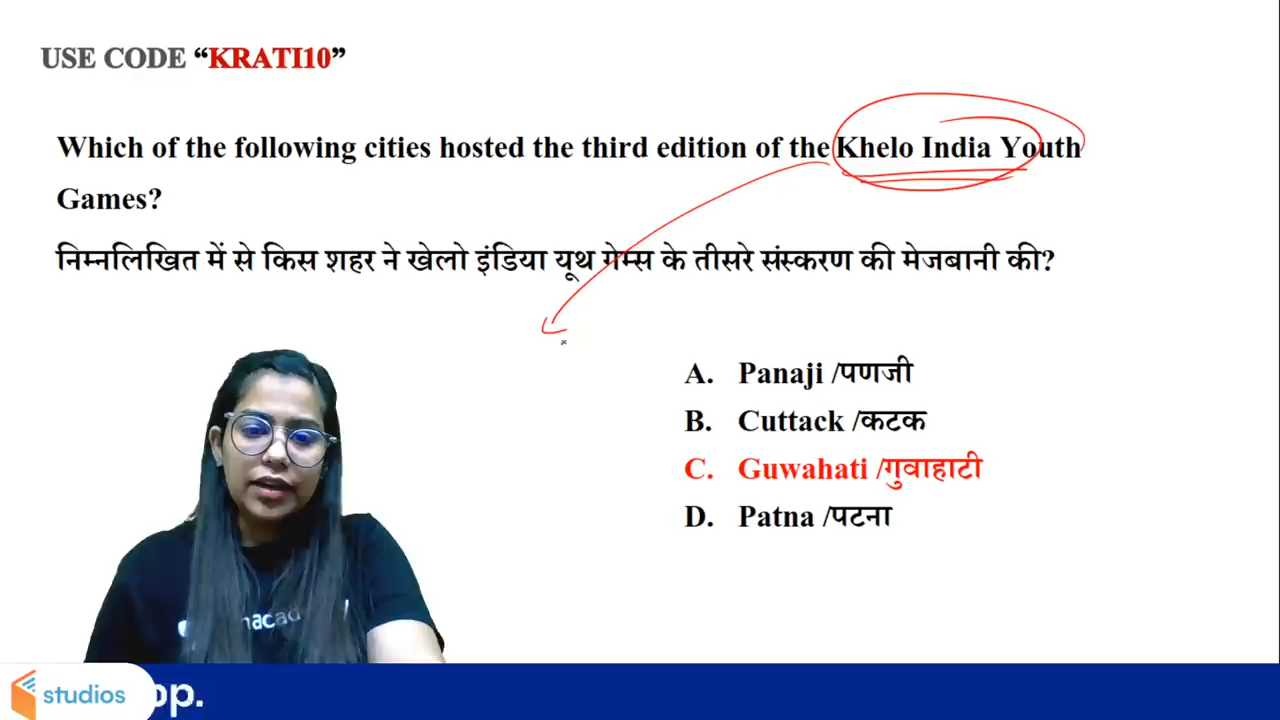 USE CODE “KRATI10”
Which of the following cities hosted the third edition of the Khelo India Youth
Games?
निम्नलिखित में से किस शहर ने खेलो इंडिया यूथ गेम्स के तीसरे संस्करण की मेजबानी की?
A. Panaji /पणजी
B. Cuttack /कटक
C. Guwahati /गुवाहाटी
D. Patna /पटना
studios